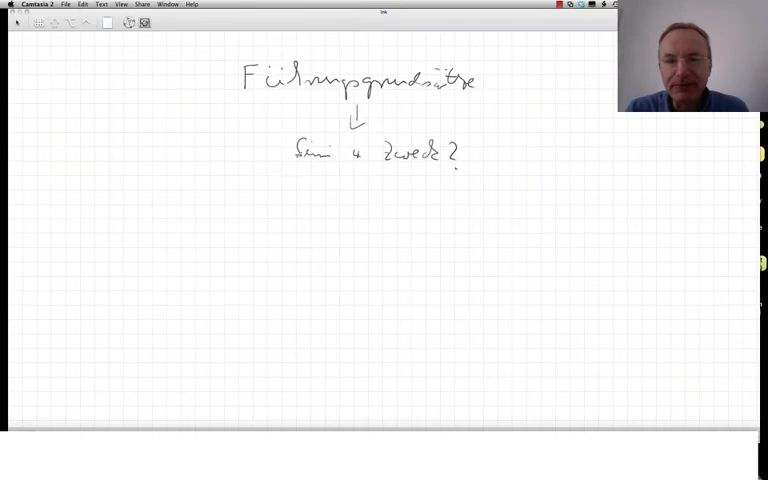 Camtasia 2 File Edit Text View Share Window Help
Führungsgrundsätze
Sinn + Zweck?